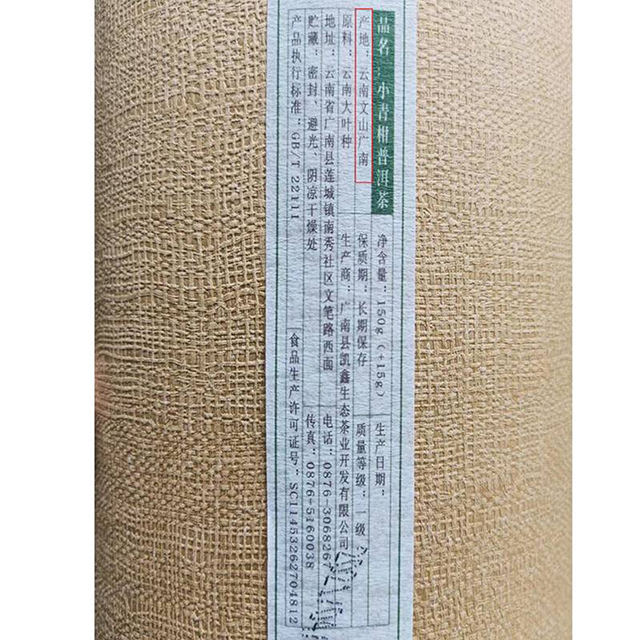 品名：小青柑普洱茶
净含量：150g（+15g）
生产日期：
产地：云南文山广南
保质期：长期保存
质量等级：一级
原料：云南大叶种
生产商：广南县凯鑫生态茶业开发有限公司
地址：云南省广南县莲城镇南秀社区文笔路西面
电话：0876-3068267
贮藏：密封、避光、阴凉干燥处
传真：0876-5160038
产品执行标准：GB/T 22111
食品生产许可证号：SC11453262704812